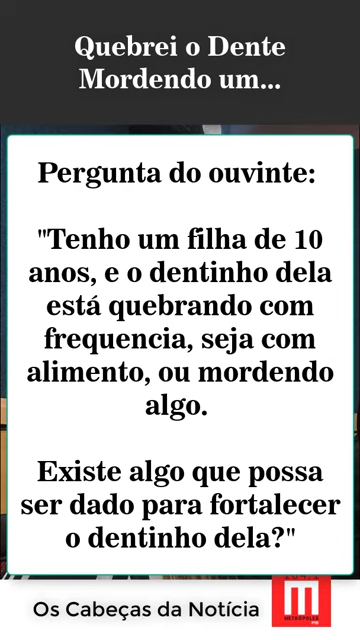 Quebrei o Dente
Mordendo um...
Pergunta do ouvinte:
"Tenho um filha de 10
anos, e o dentinho dela
está quebrando com
frequencia, seja com
alimento, ou mordendo
algo.
Existe algo que possa
ser dado para fortalecer
o dentinho dela?"
Os Cabeças da Notícia
METRÓPOLES